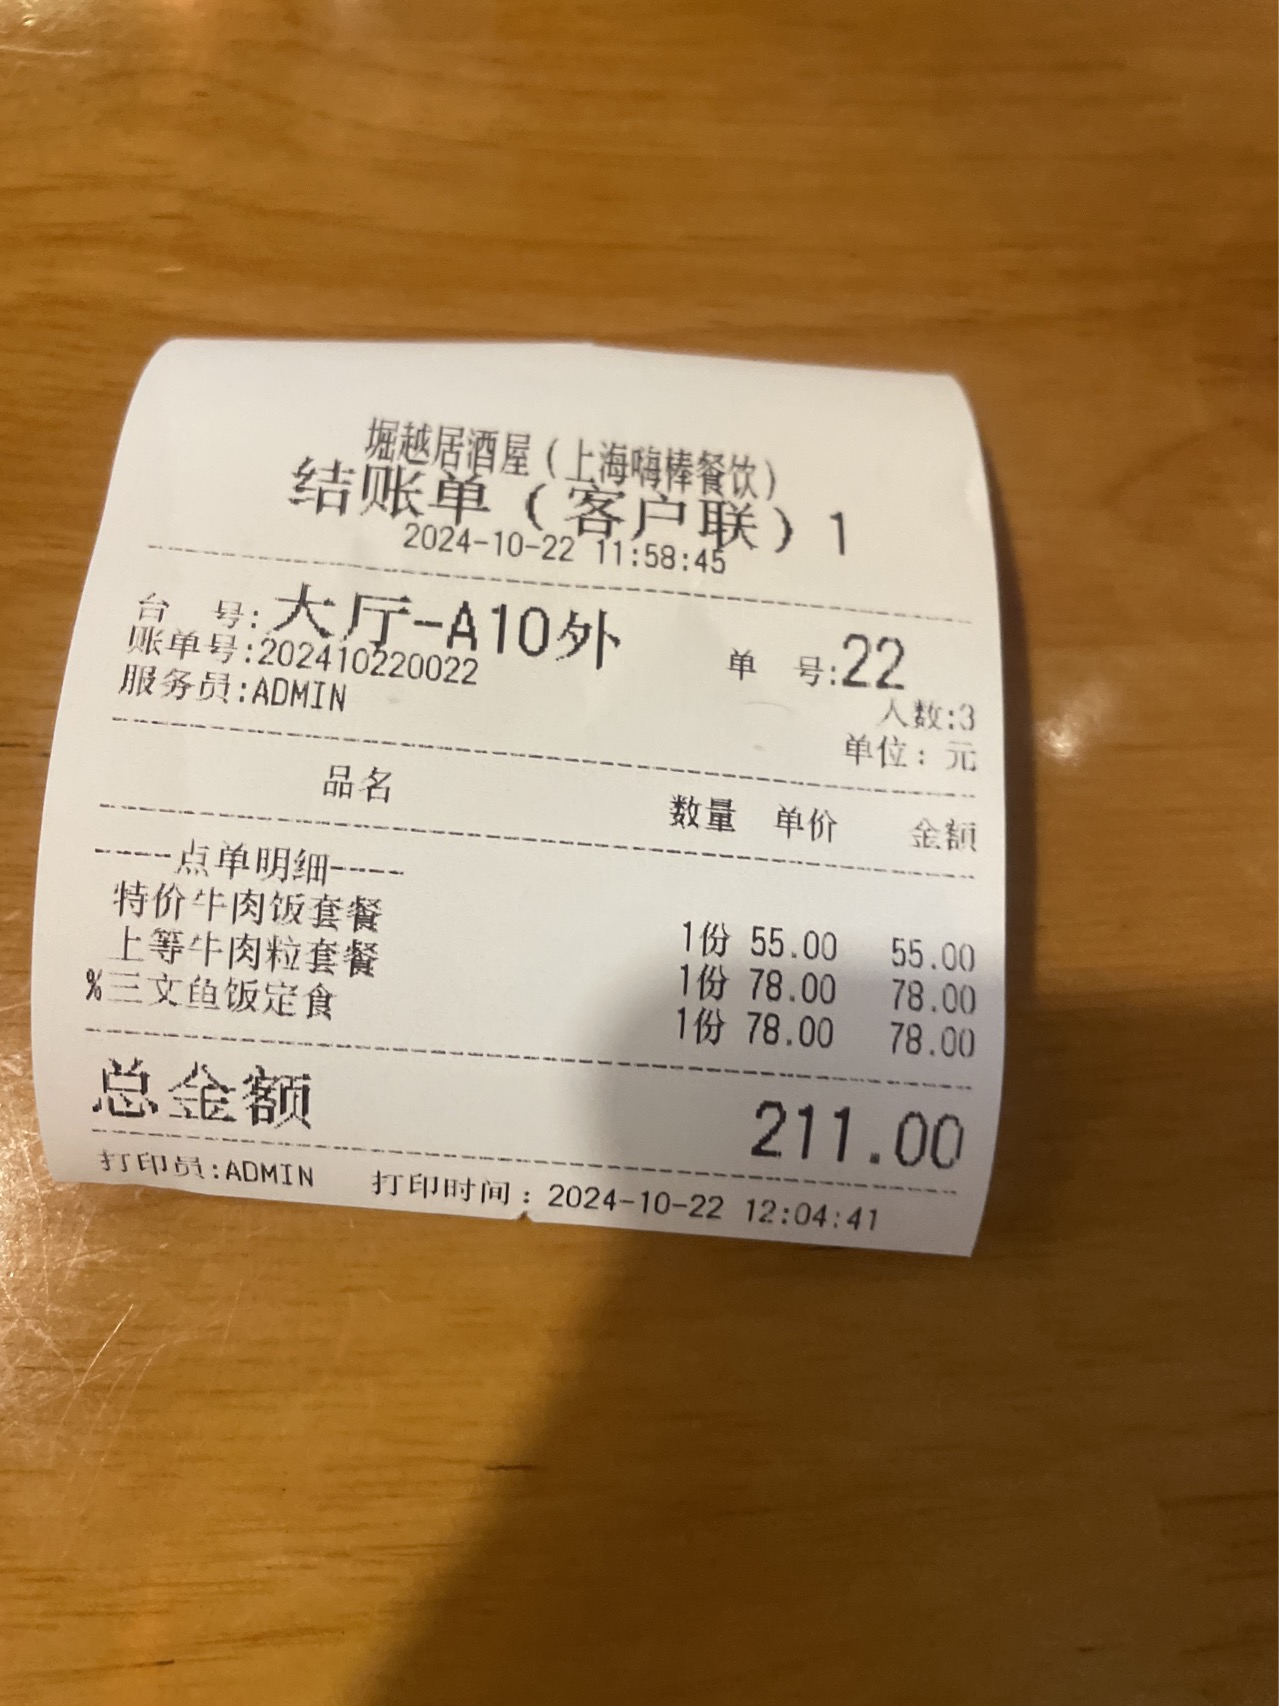 堀越居酒屋(上海嗨棒餐饮)
结账单(客户联)1
2024-10-22 11:58:45
台 号:大厅-A10外 单 号:22
账单号:202410220022
服务员:ADMIN 人数:3
单位: 元
品名 数量 单价 金额
----点单明细----
特价牛肉饭套餐 1份 55.00 55.00
上等牛肉粒套餐 1份 78.00 78.00
%三文鱼饭定食 1份 78.00 78.00
总金额 211.00
打印员:ADMIN 打印时间: 2024-10-22 12:04:41